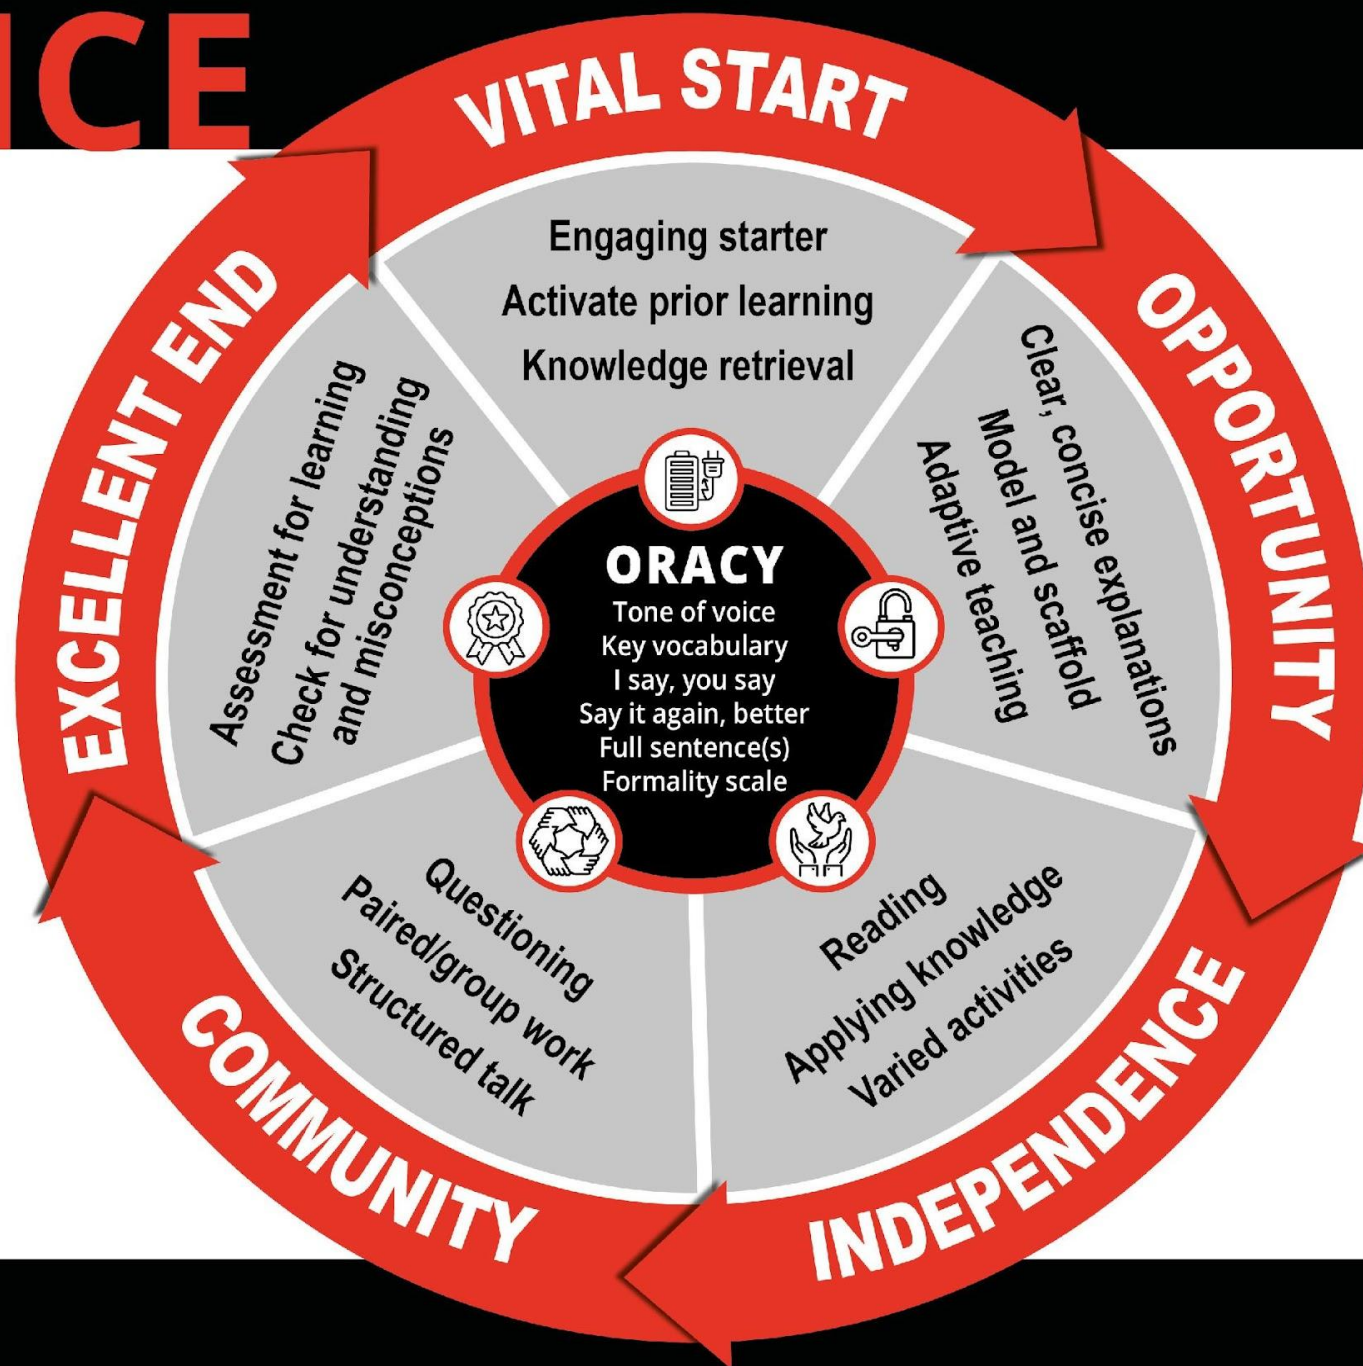 ICE
VITAL START
Engaging starter
Activate prior learning
Knowledge retrieval
OPPORTUNITY
Clear, concise explanations
Model and scaffold
Adaptive teaching
INDEPENDENCE
Reading
Applying knowledge
Varied activities
COMMUNITY
Questioning
Paired/group work
Structured talk
EXCELLENT END
Assessment for learning
Check for understanding
and misconceptions
ORACY
Tone of voice
Key vocabulary
I say, you say
Say it again, better
Full sentence(s)
Formality scale